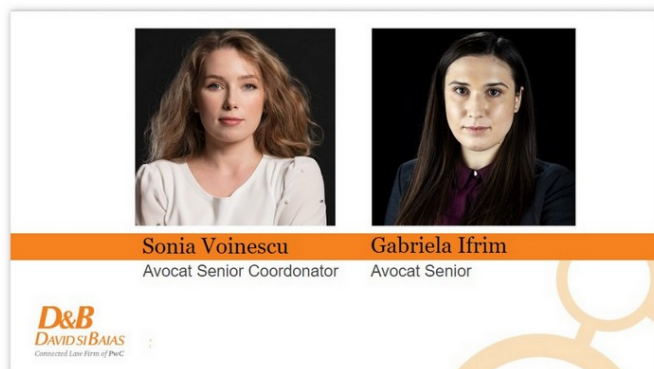 Sonia Voinescu
Avocat Senior Coordonator
Gabriela Ifrim
Avocat Senior
D&B
DAVID SI BAIAS
Connected Law Firm of PwC